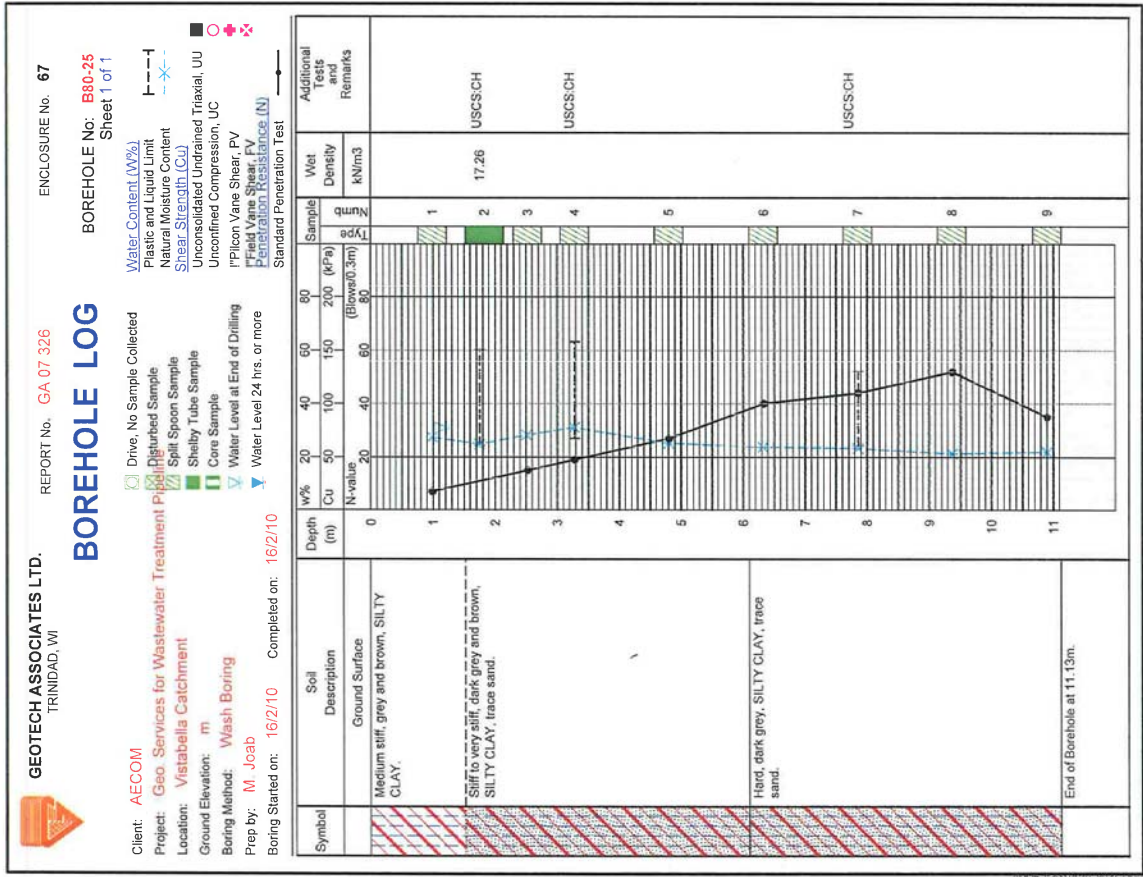 GEOTECH ASSOCIATES LTD.
TRINIDAD, WI
REPORT No. GA 07 326
ENCLOSURE No. 67
BOREHOLE LOG
BOREHOLE No: B80-25
Sheet 1 of 1
Client: AECOM
Project: Geo. Services for Wastewater Treatment Pipeline
Location: Vistabella Catchment
Ground Elevation: m
Boring Method: Wash Boring
Prep by: M. Joab
Boring Started on: 16/2/10 Completed on: 16/2/10
Drive, No Sample Collected
Disturbed Sample
Split Spoon Sample
Shelby Tube Sample
Core Sample
Water Level at End of Drilling
Water Level 24 hrs. or more
Water Content (W%)
Plastic and Liquid Limit
Natural Moisture Content
Shear Strength (Cu)
Unconsolidated Undrained Triaxial, UU
Unconfined Compression, UC
!"Pilcon Vane Shear, PV
!"Field Vane Shear, FV
Penetration Resistance (N)
Standard Penetration Test
Symbol
Soil Description
Depth (m)
w% 20 40 60 80
Cu 50 100 150 200 (kPa)
N-value (Blows/0.3m)
20 40 60 80
Sample
Type
Numb
Wet Density
kN/m3
Additional Tests and Remarks
Ground Surface
0
Medium stiff, grey and brown, SILTY
CLAY.
1
1
Stiff to very stiff, dark grey and brown,
SILTY CLAY, trace sand.
2
2 17.26 USCS:CH
3
3
4 USCS:CH
4
5
5
6
Hard, dark grey, SILTY CLAY, trace
sand.
6
7
7 USCS:CH
8
9
8
10
11
9
End of Borehole at 11.13m.